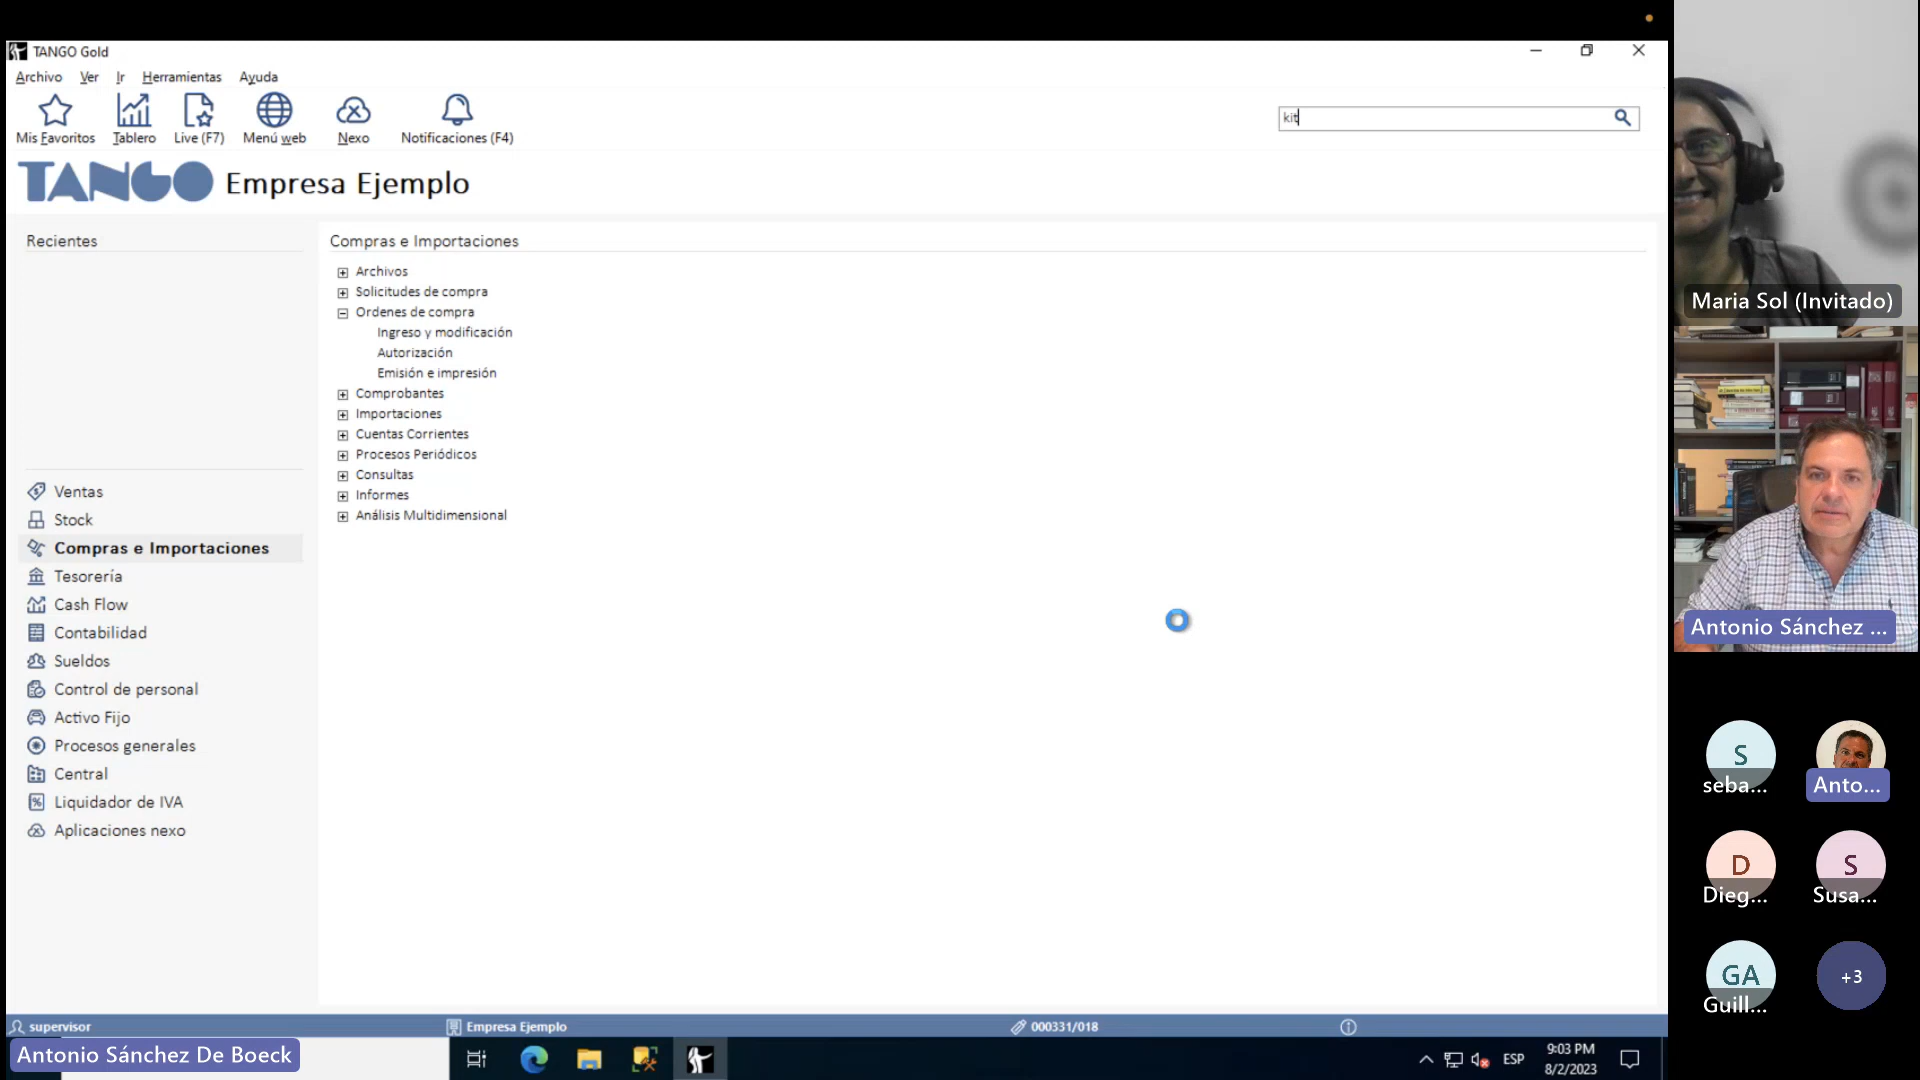 TANGO Gold
Archivo Ver Ir Herramientas Ayuda
kit
Mis Favoritos Tablero Live (F7) Menú web Nexo Notificaciones (F4)
TANGO Empresa Ejemplo
Recientes
Compras e Importaciones
Archivos
Solicitudes de compra
Ordenes de compra
Ingreso y modificación
Autorización
Emisión e impresión
Comprobantes
Importaciones
Cuentas Corrientes
Procesos Periódicos
Consultas
Informes
Análisis Multidimensional
Ventas
Stock
Compras e Importaciones
Tesorería
Cash Flow
Contabilidad
Sueldos
Control de personal
Activo Fijo
Procesos generales
Central
Liquidador de IVA
Aplicaciones nexo
supervisor
Empresa Ejemplo
000331/018
Antonio Sánchez De Boeck
ESP
9:03 PM
8/2/2023
Maria Sol (Invitado)
Antonio Sánchez ...
S
seba...
Anto...
D
Dieg...
S
Susa...
GA
Guill...
+3